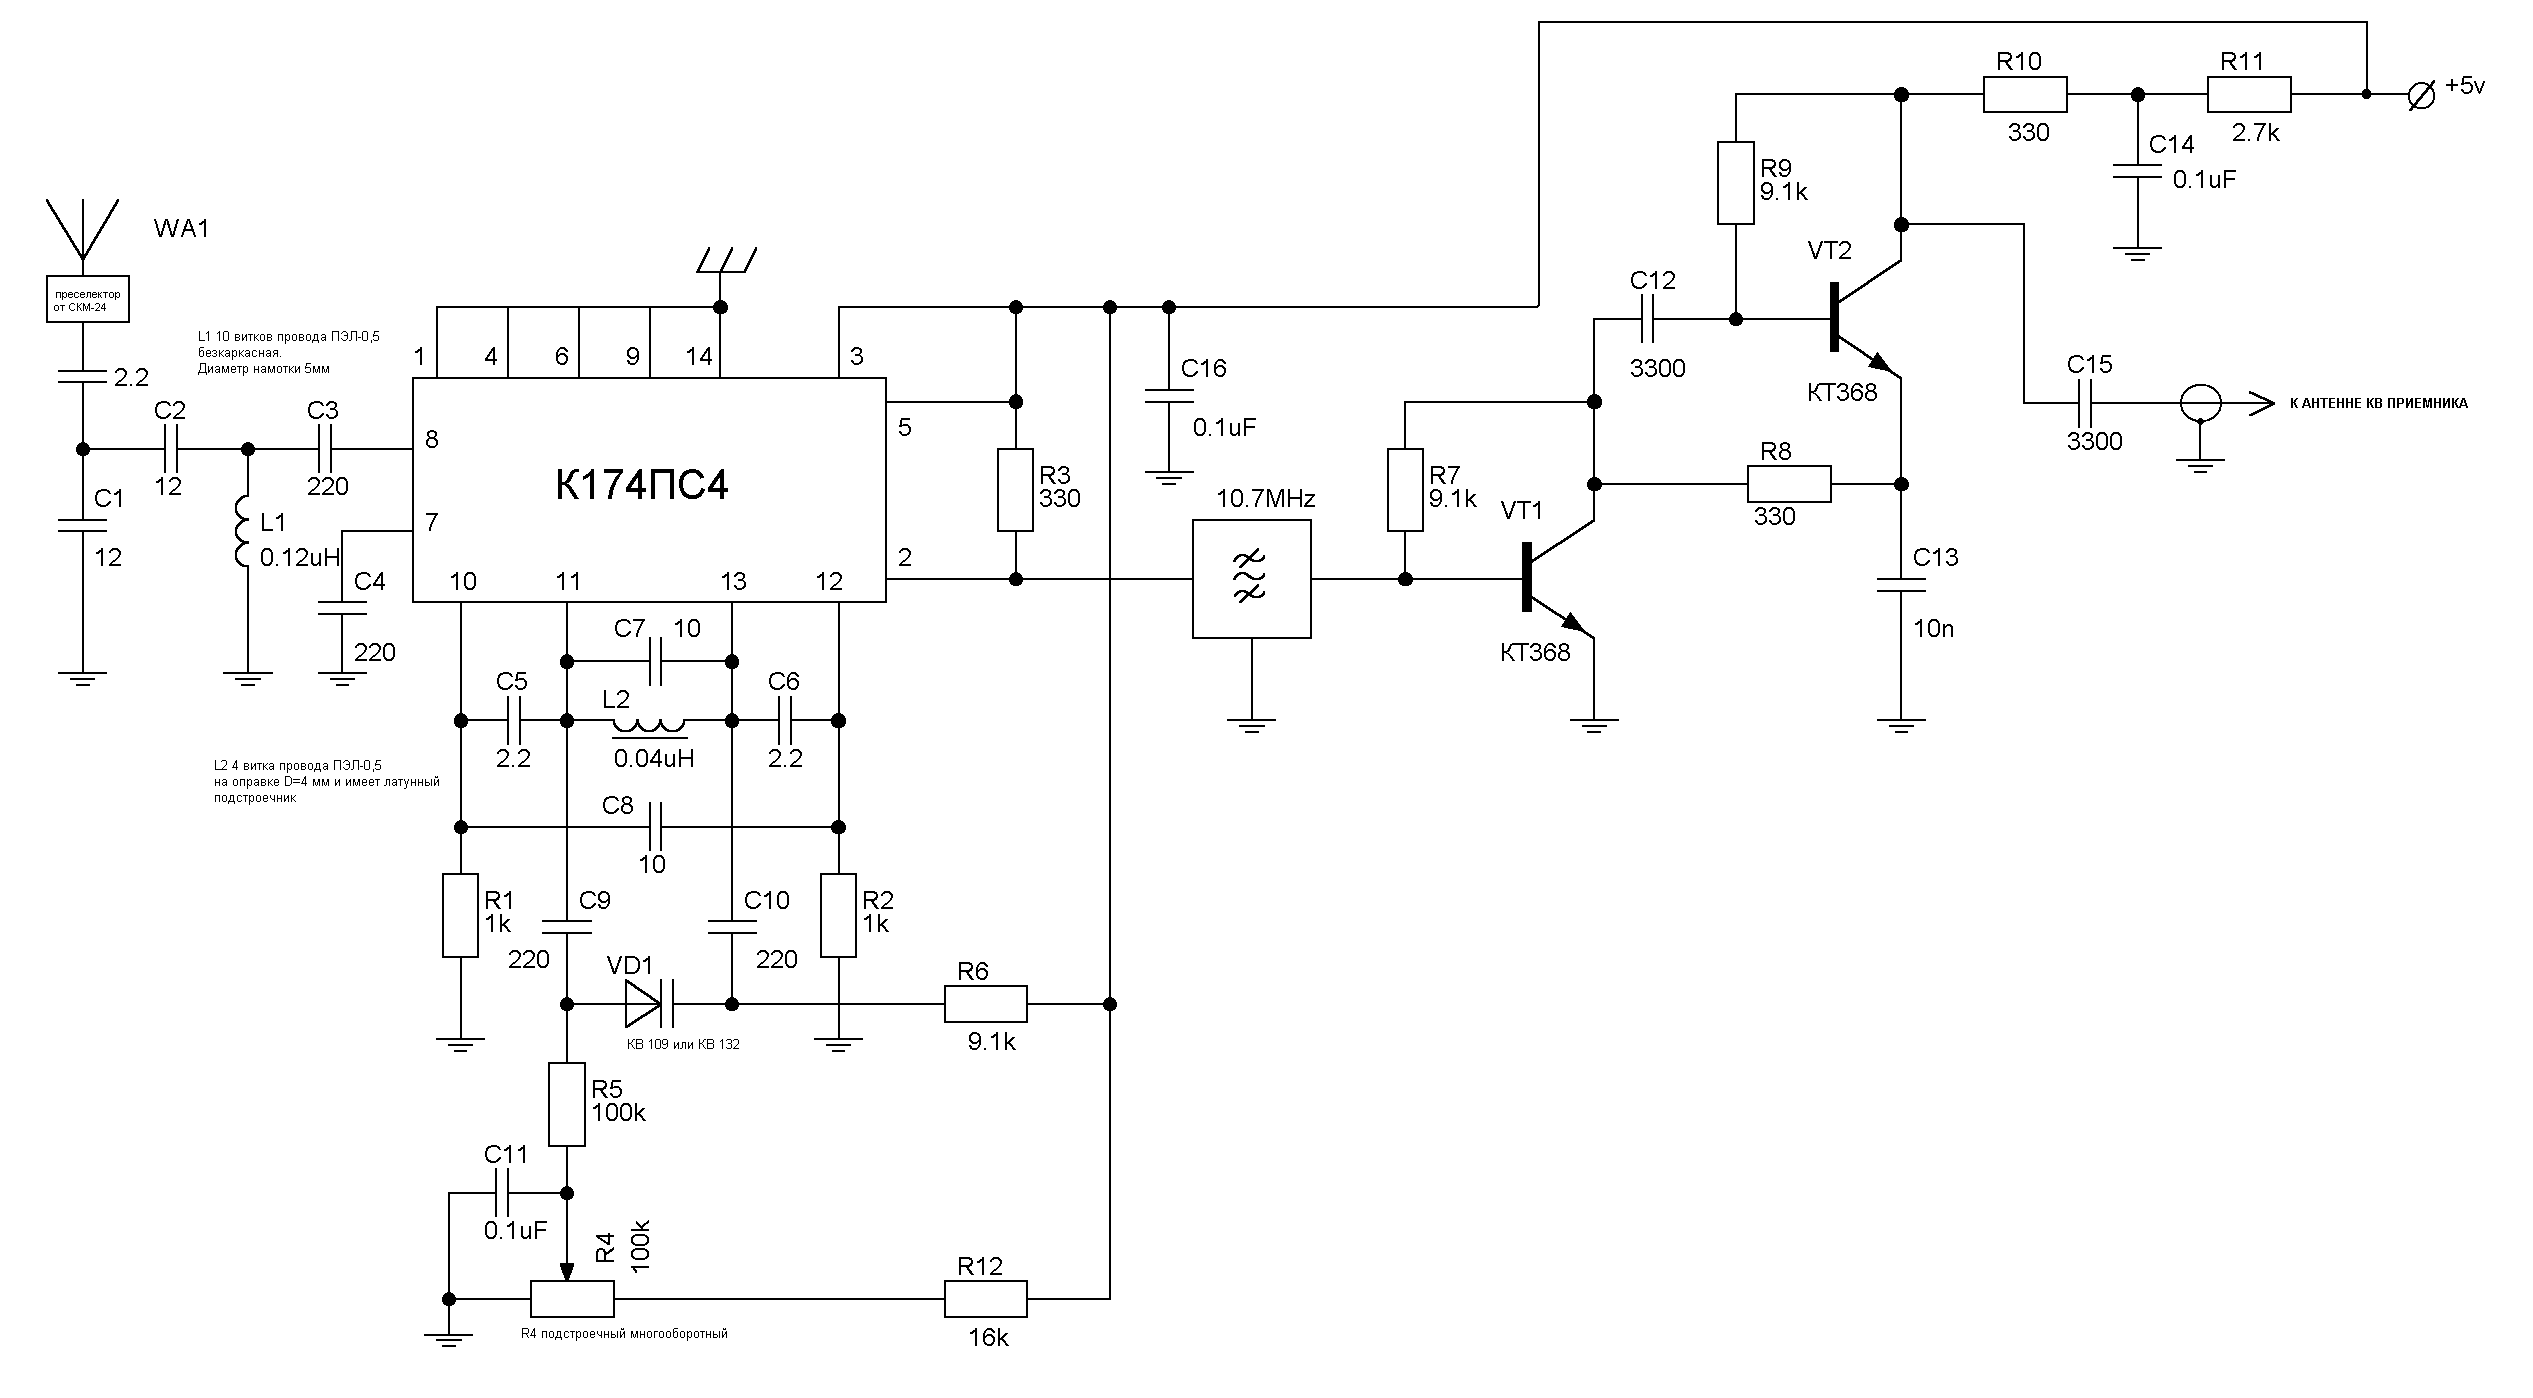 R10
R11
+5v
330
2.7k
C14
0.1uF
R9
9.1k
WA1
VT2
преселектор
от СКМ-24
C12
3300
КТ368
L1 10 витков провода ПЭЛ-0,5
безкаркасная.
Диаметр намотки 5мм
1
4
6
9
14
3
C16
0.1uF
C15
3300
К АНТЕННЕ КВ ПРИЕМНИКА
2.2
C2
12
C3
220
8
5
К174ПС4
R3
330
R7
9.1k
R8
330
10.7MHz
VT1
C1
12
L1
0.12uH
7
C4
220
10
11
13
12
2
C13
10n
КТ368
C7
10
C5
2.2
L2
0.04uH
C6
2.2
L2 4 витка провода ПЭЛ-0,5
на оправке D=4 мм и имеет латунный
подстроечник
C8
10
R1
1k
C9
220
C10
220
R2
1k
VD1
КВ 109 или КВ 132
R6
9.1k
R5
100k
C11
0.1uF
R4
100k
R12
16k
R4 подстроечный многооборотный